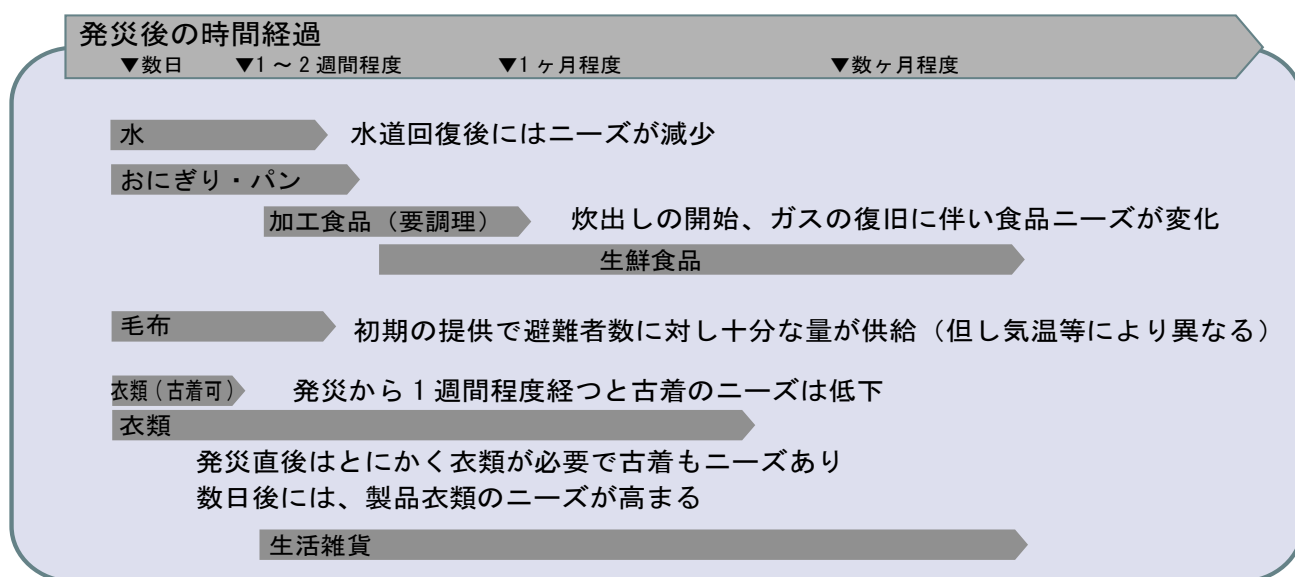 発災後の時間経過
▼数日 ▼1～2週間程度 ▼1ヶ月程度 ▼数ヶ月程度
水 水道回復後にはニーズが減少
おにぎり・パン
加工食品（要調理） 炊出しの開始、ガスの復旧に伴い食品ニーズが変化
生鮮食品
毛布 初期の提供で避難者数に対し十分な量が供給（但し気温等により異なる）
衣類（古着可） 発災から1週間程度経つと古着のニーズは低下
衣類
発災直後はとにかく衣類が必要で古着もニーズあり
数日後には、製品衣類のニーズが高まる
生活雑貨